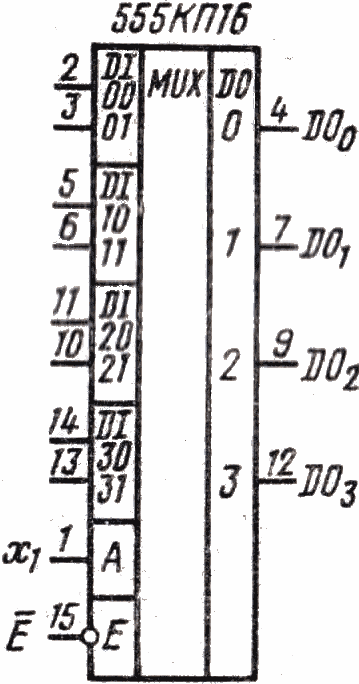 555КП16
2 DI MUX DO
00
3 01 0 4 DO0
5 DI
10
6 11 1 7 DO1
11 DI
20
10 21 2 9 DO2
14 DI
30
13 31 3 12 DO3
x1 1 A
E̅ 15 E